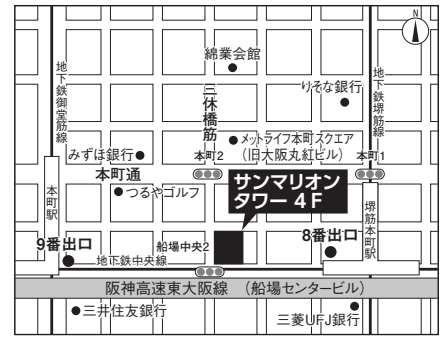 N
綿業会館
地下鉄御堂筋線
三休橋筋
りそな銀行
地下鉄堺筋線
メットライフ本町スクエア
（旧大阪丸紅ビル）
みずほ銀行
本町2
本町1
本町通
つるやゴルフ
サンマリオン
タワー 4F
本町駅
堺筋本町駅
9番出口
船場中央2
8番出口
地下鉄中央線
阪神高速東大阪線 （船場センタービル）
三井住友銀行
三菱UFJ銀行